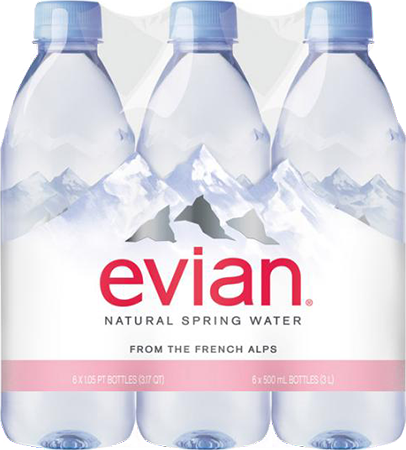 evian®
NATURAL SPRING WATER
FROM THE FRENCH ALPS
6 X 1.05 PT BOTTLES (3.17 QT) 6 x 500 mL BOTTLES (3 L)